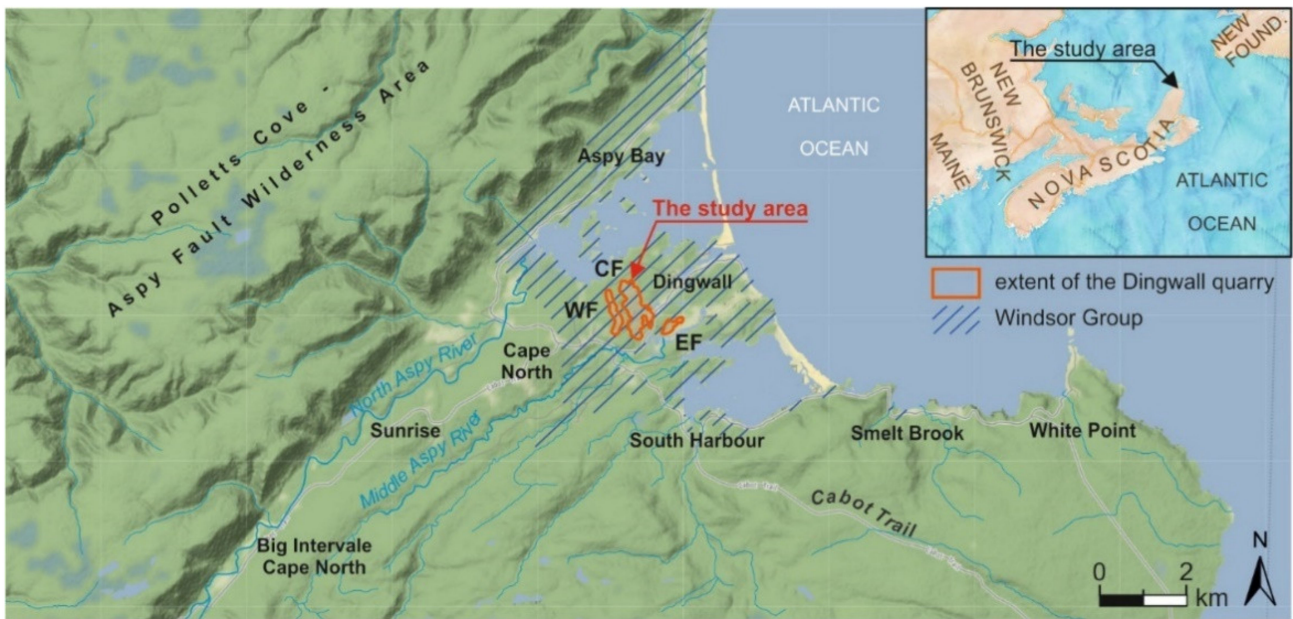 Polletts Cove -
Aspy Fault Wilderness Area
Aspy Bay
ATLANTIC
OCEAN
The study area
CF
Dingwall
WF
EF
Cape
North
North Aspy River
Sunrise
Middle Aspy River
South Harbour
Smelt Brook
White Point
Cabot Trail
Big Intervale
Cape North
The study area
NEW
FOUND.
NEW
BRUNSWICK
MAINE
NOVA SCOTIA
ATLANTIC
OCEAN
extent of the Dingwall quarry
Windsor Group
N
0 2
km